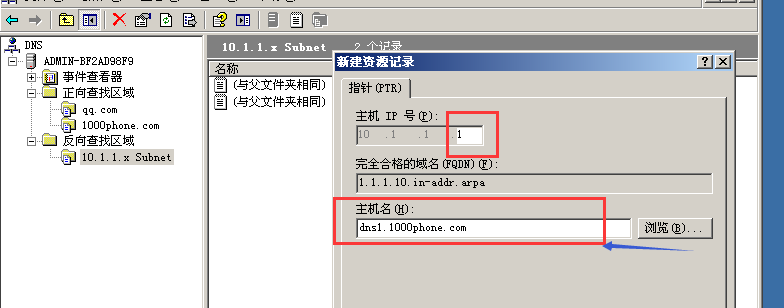 DNS
ADMIN-BF2AD98F9
事件查看器
正向查找区域
qq.com
1000phone.com
反向查找区域
10.1.1.x Subnet
10.1.1.x Subnet 2 个记录
名称
(与父文件夹相同)
(与父文件夹相同)
新建资源记录
指针(PTR)
主机 IP 号(P):
10 .1 .1 .1
完全合格的域名(FQDN)(F):
1.1.1.10.in-addr.arpa
主机名(H):
dns1.1000phone.com
浏览(B)...